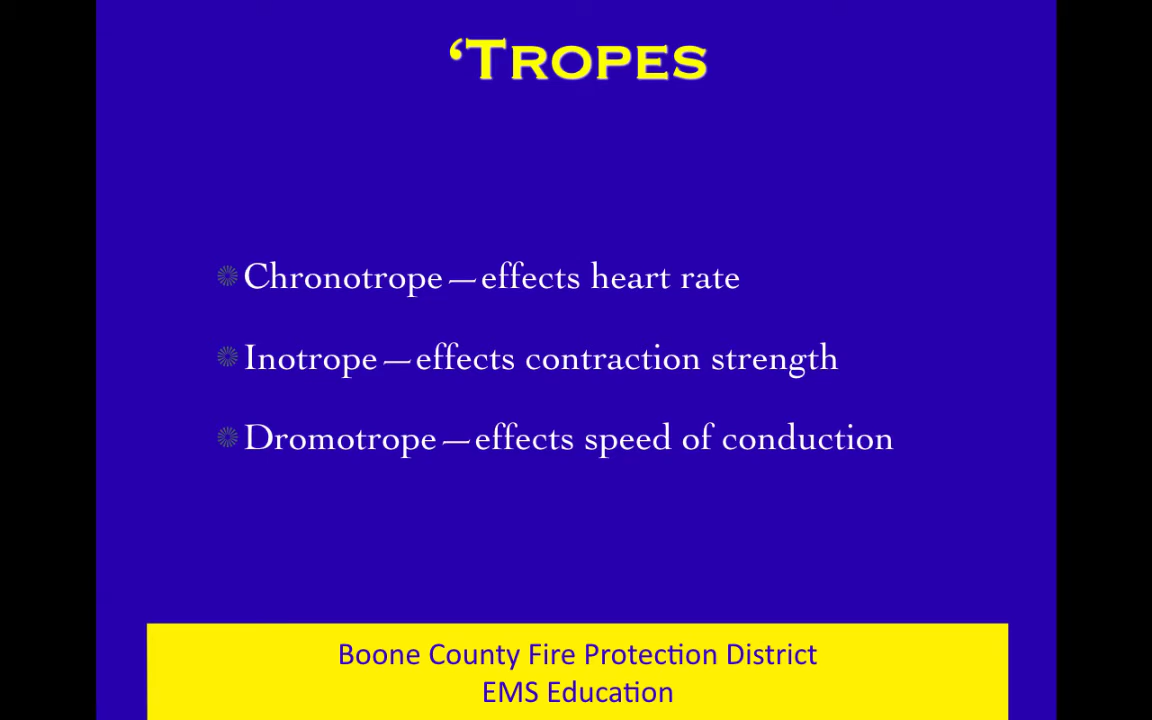 ‘Tropes
Chronotrope—effects heart rate
Inotrope—effects contraction strength
Dromotrope—effects speed of conduction
Boone County Fire Protection District
EMS Education